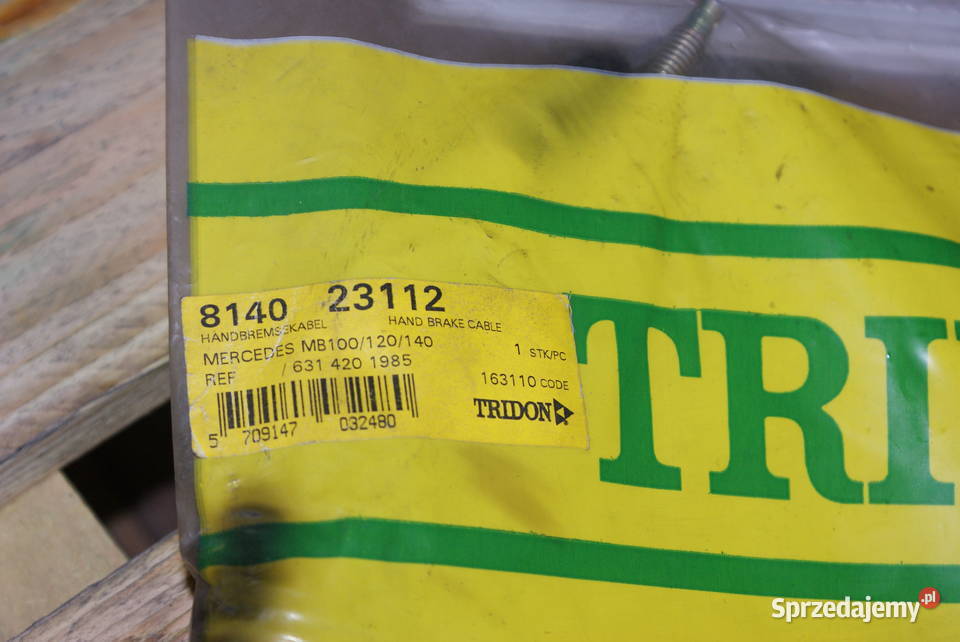 8140 23112
HANDBREMSEKABEL HAND BRAKE CABLE
MERCEDES MB100/120/140 1 STK/PC
REF / 631 420 1985
163110 CODE
5 709147 032480
TRIDON
TRI
Sprzedajemy.pl